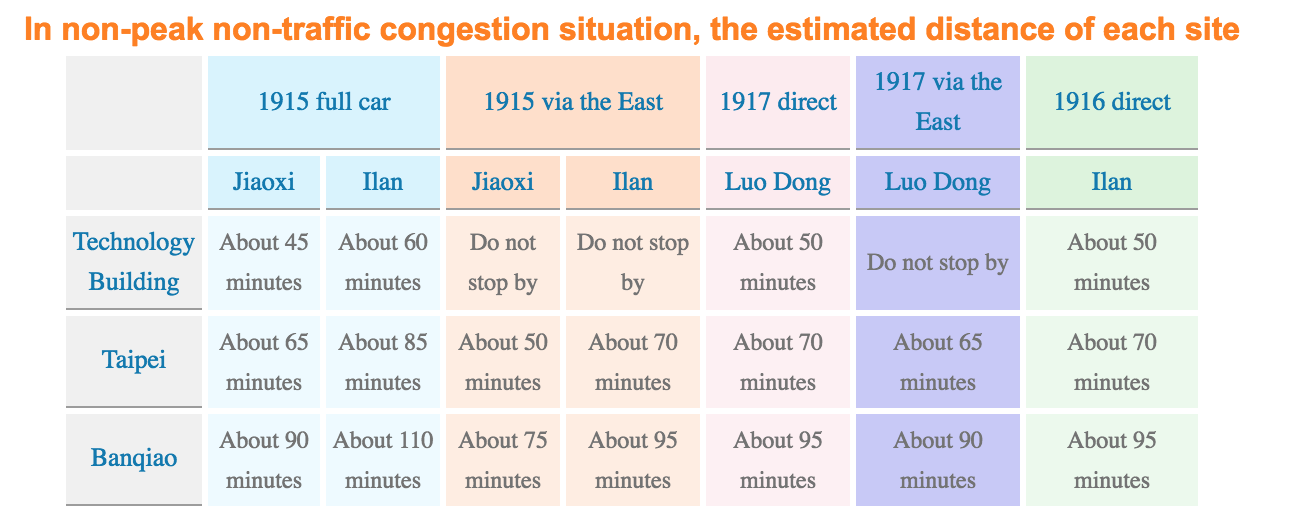 In non-peak non-traffic congestion situation, the estimated distance of each site
1915 full car
1915 via the East
1917 direct
1917 via the
East
1916 direct
Jiaoxi
Ilan
Jiaoxi
Ilan
Luo Dong
Luo Dong
Ilan
Technology
Building
About 45
minutes
About 60
minutes
Do not
stop by
Do not stop
by
About 50
minutes
Do not stop by
About 50
minutes
Taipei
About 65
minutes
About 85
minutes
About 50
minutes
About 70
minutes
About 70
minutes
About 65
minutes
About 70
minutes
Banqiao
About 90
minutes
About 110
minutes
About 75
minutes
About 95
minutes
About 95
minutes
About 90
minutes
About 95
minutes